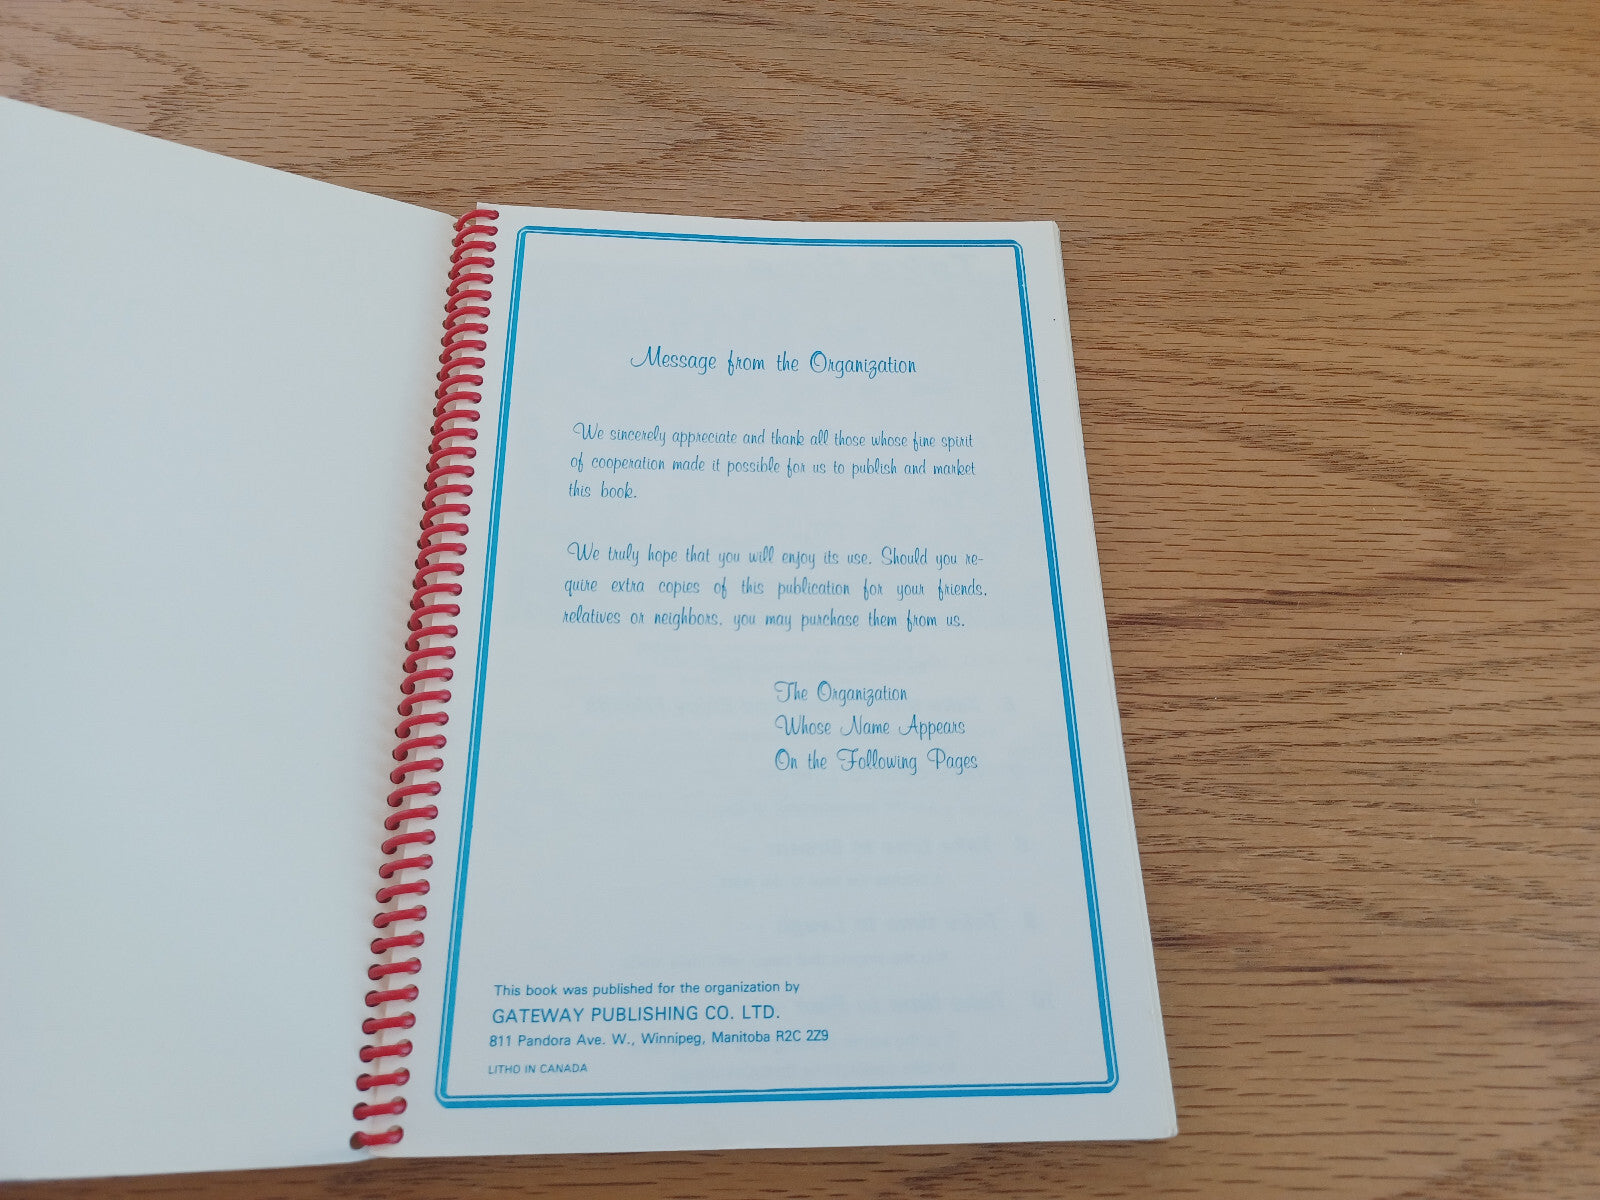 Message from the Organization
We sincerely appreciate and thank all those whose fine spirit
of cooperation made it possible for us to publish and market
this book.
We truly hope that you will enjoy its use. Should you re-
quire extra copies of this publication for your friends,
relatives or neighbors, you may purchase them from us.
The Organization
Whose Name Appears
On the Following Pages
This book was published for the organization by
GATEWAY PUBLISHING CO. LTD.
811 Pandora Ave. W., Winnipeg, Manitoba R2C 2Z9
LITHO IN CANADA